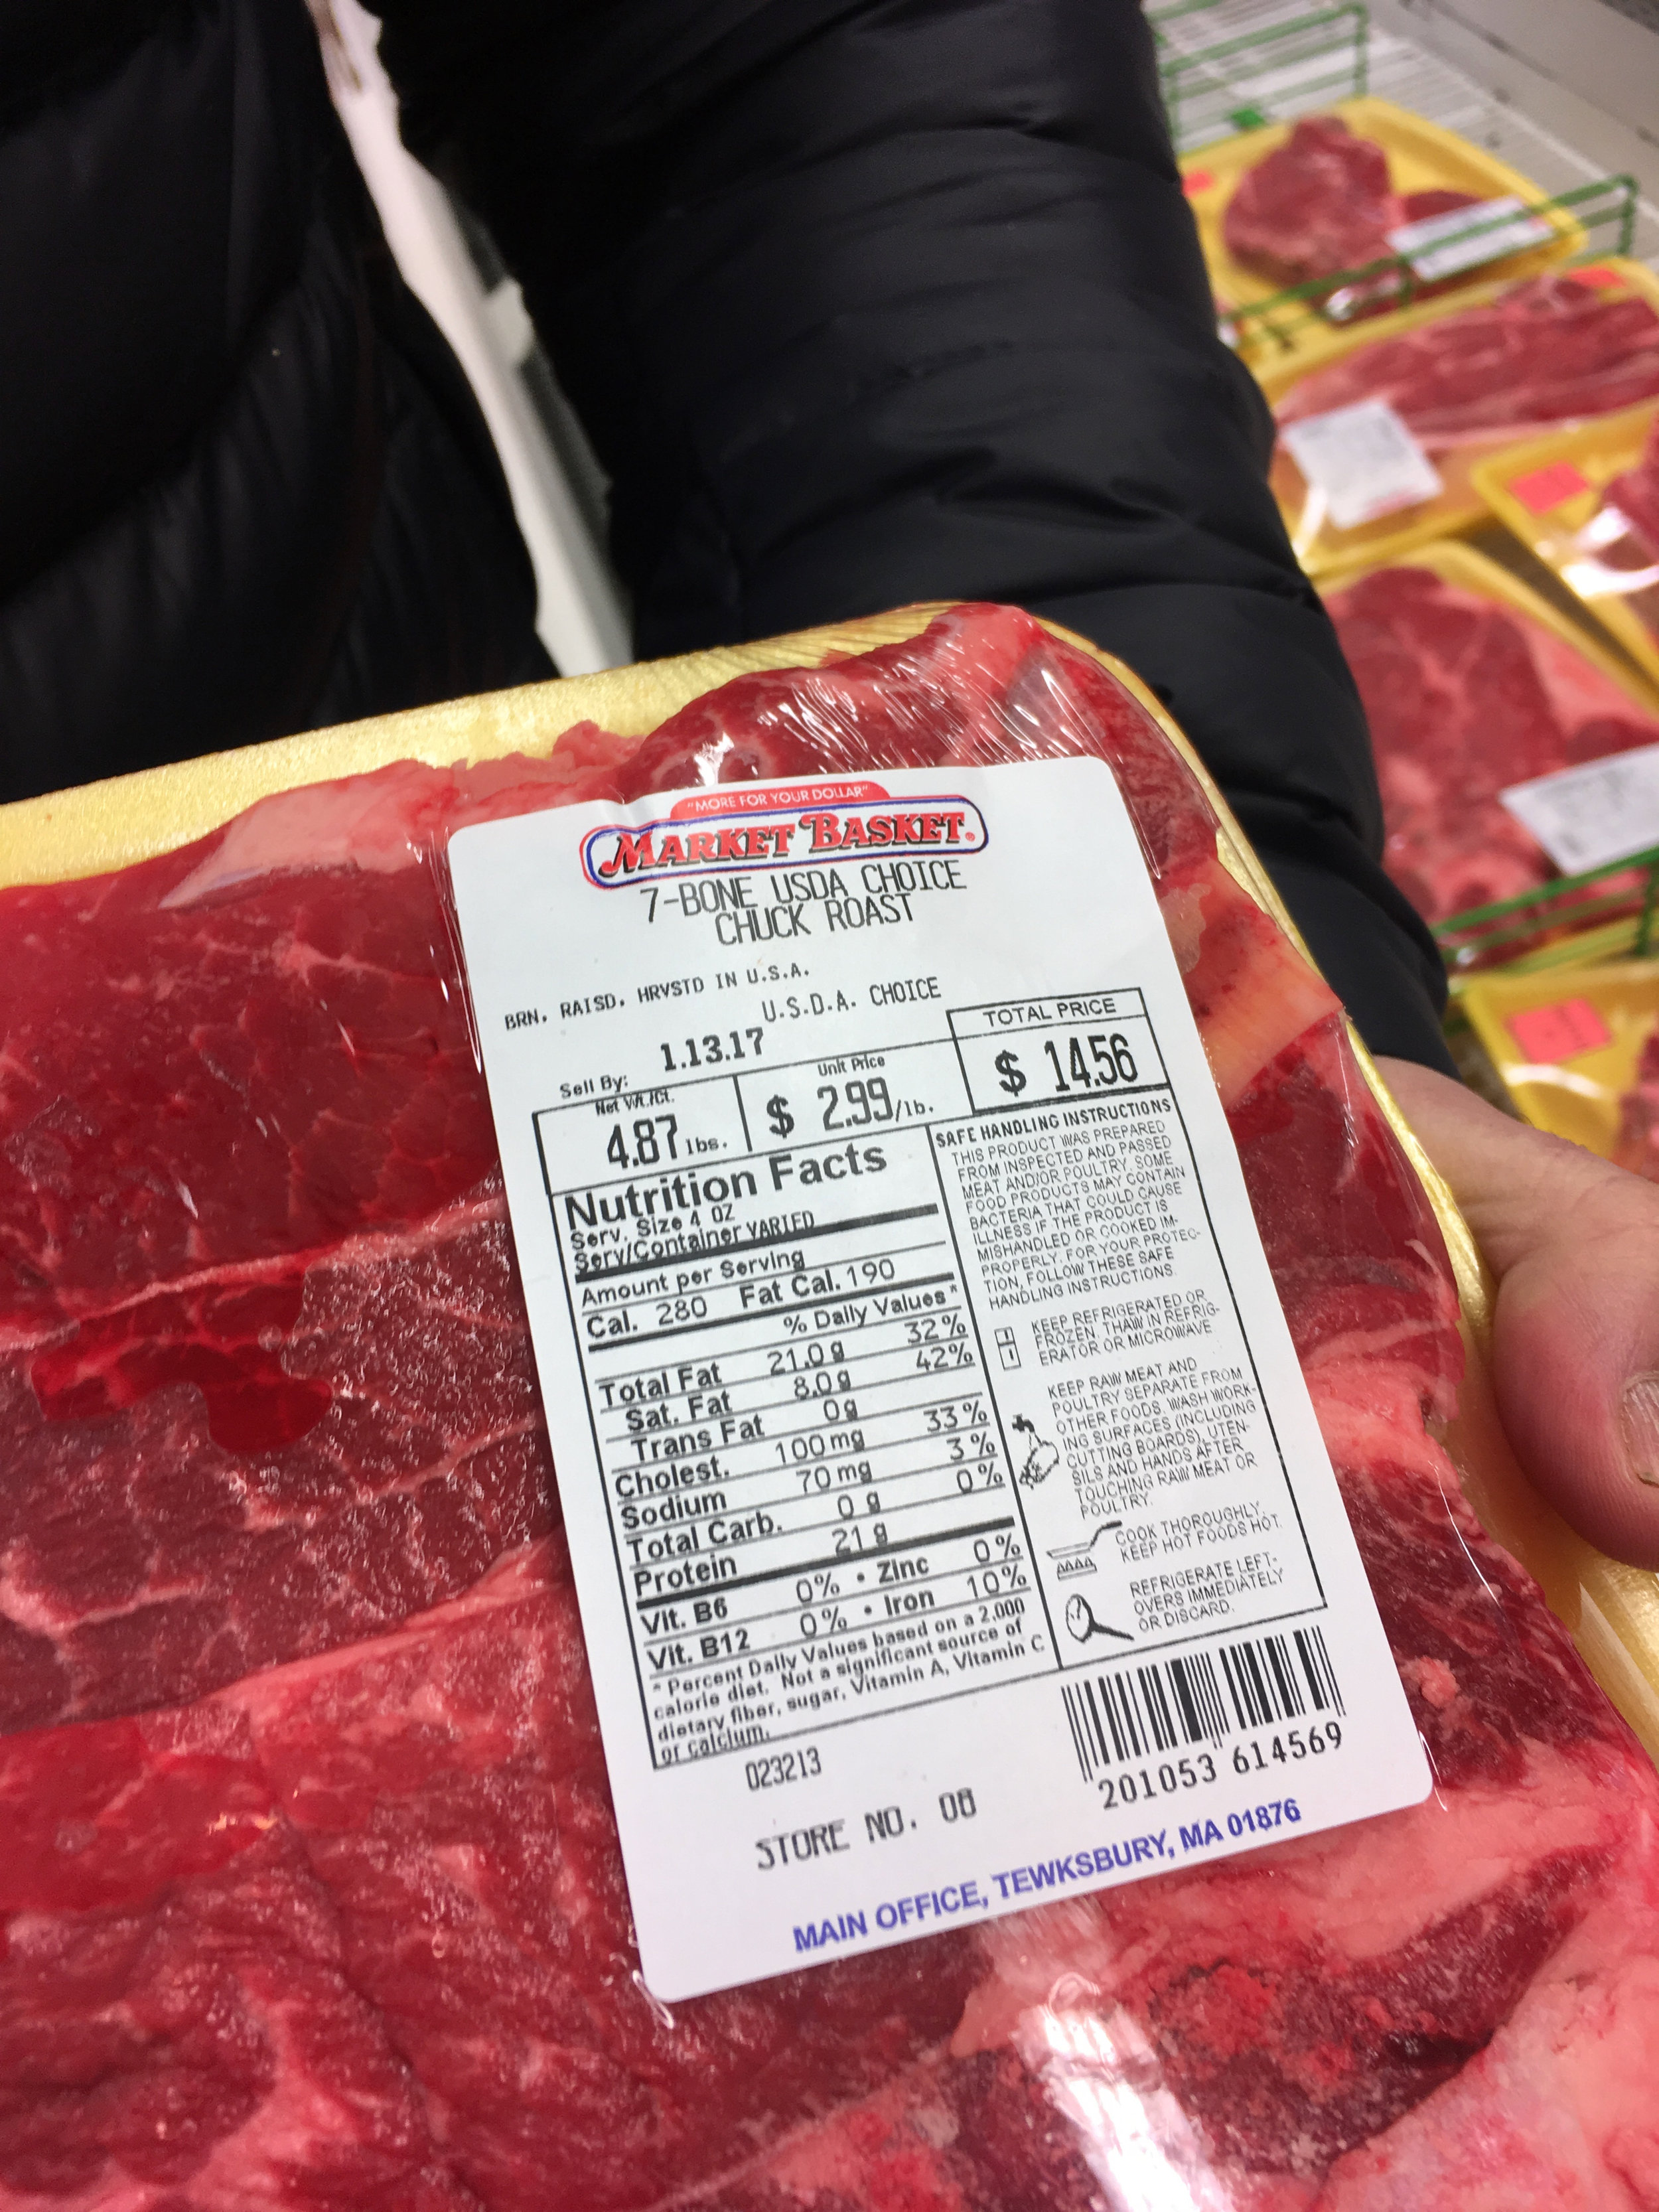 "MORE FOR YOUR DOLLAR"
MARKET BASKET.
7-BONE USDA CHOICE
CHUCK ROAST
BRN. RAISD. HRVSTD IN U.S.A.
U.S.D.A. CHOICE
Sell By: 1.13.17
Net Wt./Ct.
4.87 lbs.
Unit Price
$ 2.99/lb.
TOTAL PRICE
$ 14.56
Nutrition Facts
Serv. Size 4 OZ
Serv/Container VARIED
Amount per Serving
Cal. 280 Fat Cal. 190
% Daily Values*
Total Fat 21.0 g 32%
Sat. Fat 8.0 g 42%
Trans Fat 0 g
Cholest. 100 mg 33%
Sodium 70 mg 3%
Total Carb. 0 g 0%
Protein 21 g
Vit. B6 0% • Zinc 0%
Vit. B12 0% • Iron 10%
* Percent Daily Values based on a 2,000
calorie diet. Not a significant source of
dietary fiber, sugar, Vitamin A, Vitamin C
or calcium.
SAFE HANDLING INSTRUCTIONS
THIS PRODUCT WAS PREPARED
FROM INSPECTED AND PASSED
MEAT AND/OR POULTRY. SOME
FOOD PRODUCTS MAY CONTAIN
BACTERIA THAT COULD CAUSE
ILLNESS IF THE PRODUCT IS
MISHANDLED OR COOKED IM-
PROPERLY. FOR YOUR PROTEC-
TION, FOLLOW THESE SAFE
HANDLING INSTRUCTIONS.
KEEP REFRIGERATED OR
FROZEN. THAW IN REFRIG-
ERATOR OR MICROWAVE
KEEP RAW MEAT AND
POULTRY SEPARATE FROM
OTHER FOODS. WASH WORK-
ING SURFACES (INCLUDING
CUTTING BOARDS), UTEN-
SILS AND HANDS AFTER
TOUCHING RAW MEAT OR
POULTRY.
COOK THOROUGHLY.
KEEP HOT FOODS HOT.
REFRIGERATE LEFT-
OVERS IMMEDIATELY
OR DISCARD.
023213
201053 614569
STORE NO. 08
MAIN OFFICE, TEWKSBURY, MA 01876